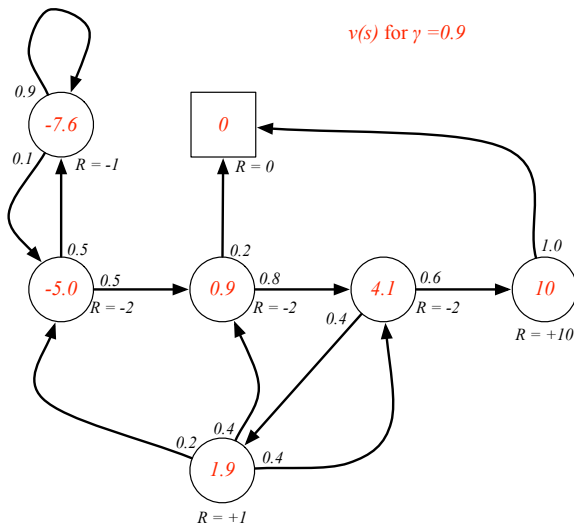 v(s) for γ =0.9
0.9
-7.6
0
0.1
R = -1
R = 0
0.5
0.2
1.0
-5.0
0.5
0.9
0.8
4.1
0.6
10
R = -2
R = -2
R = -2
0.4
R = +10
0.2
0.4
0.4
1.9
R = +1